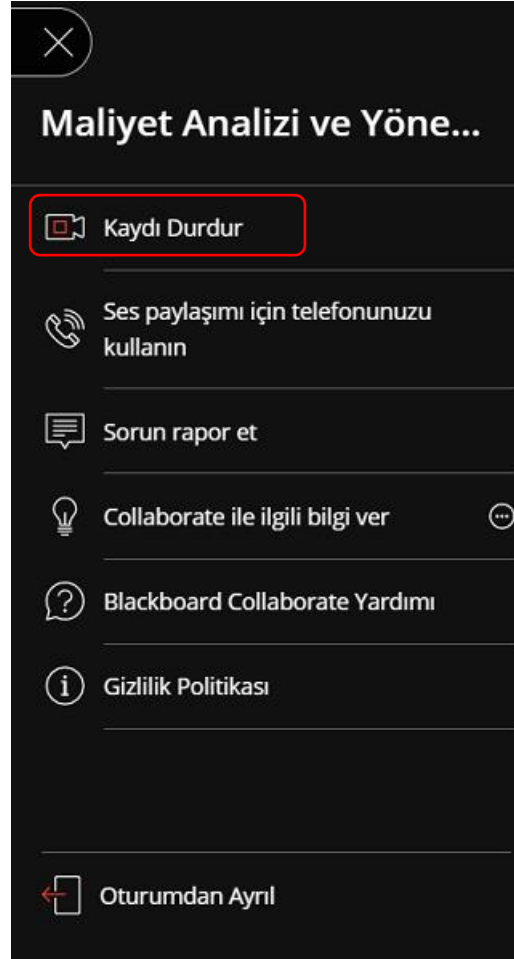 Maliyet Analizi ve Yöne...
Kaydı Durdur
Ses paylaşımı için telefonunuzu
kullanın
Sorun rapor et
Collaborate ile ilgili bilgi ver
Blackboard Collaborate Yardımı
Gizlilik Politikası
Oturumdan Ayrıl